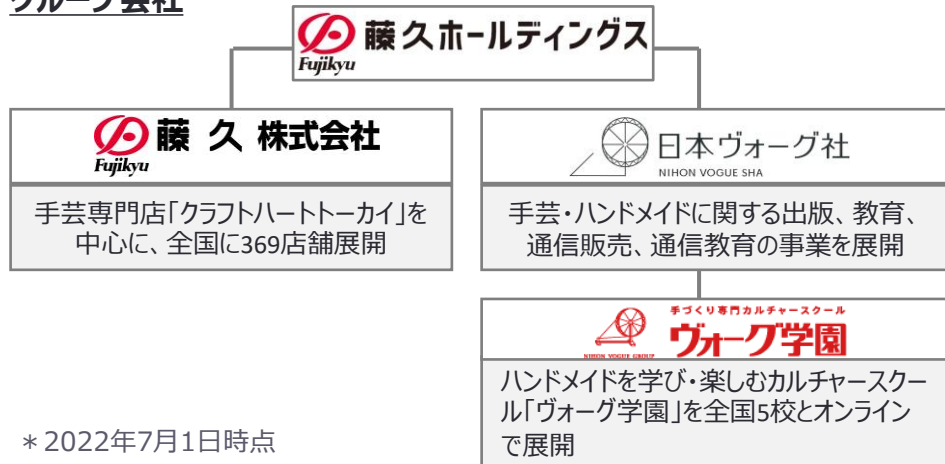 グループ会社
藤久ホールディングス
Fujikyu
藤久株式会社
Fujikyu
手芸専門店「クラフトハートトーカイ」を
中心に、全国に369店舗展開
日本ヴォーグ社
NIHON VOGUE SHA
手芸・ハンドメイドに関する出版、教育、
通信販売、通信教育の事業を展開
手づくり専門カルチャースクール
ヴォーグ学園
NIHON VOGUE GROUP
ハンドメイドを学び・楽しむカルチャースクー
ル「ヴォーグ学園」を全国5校とオンライン
で展開
＊2022年7月1日時点